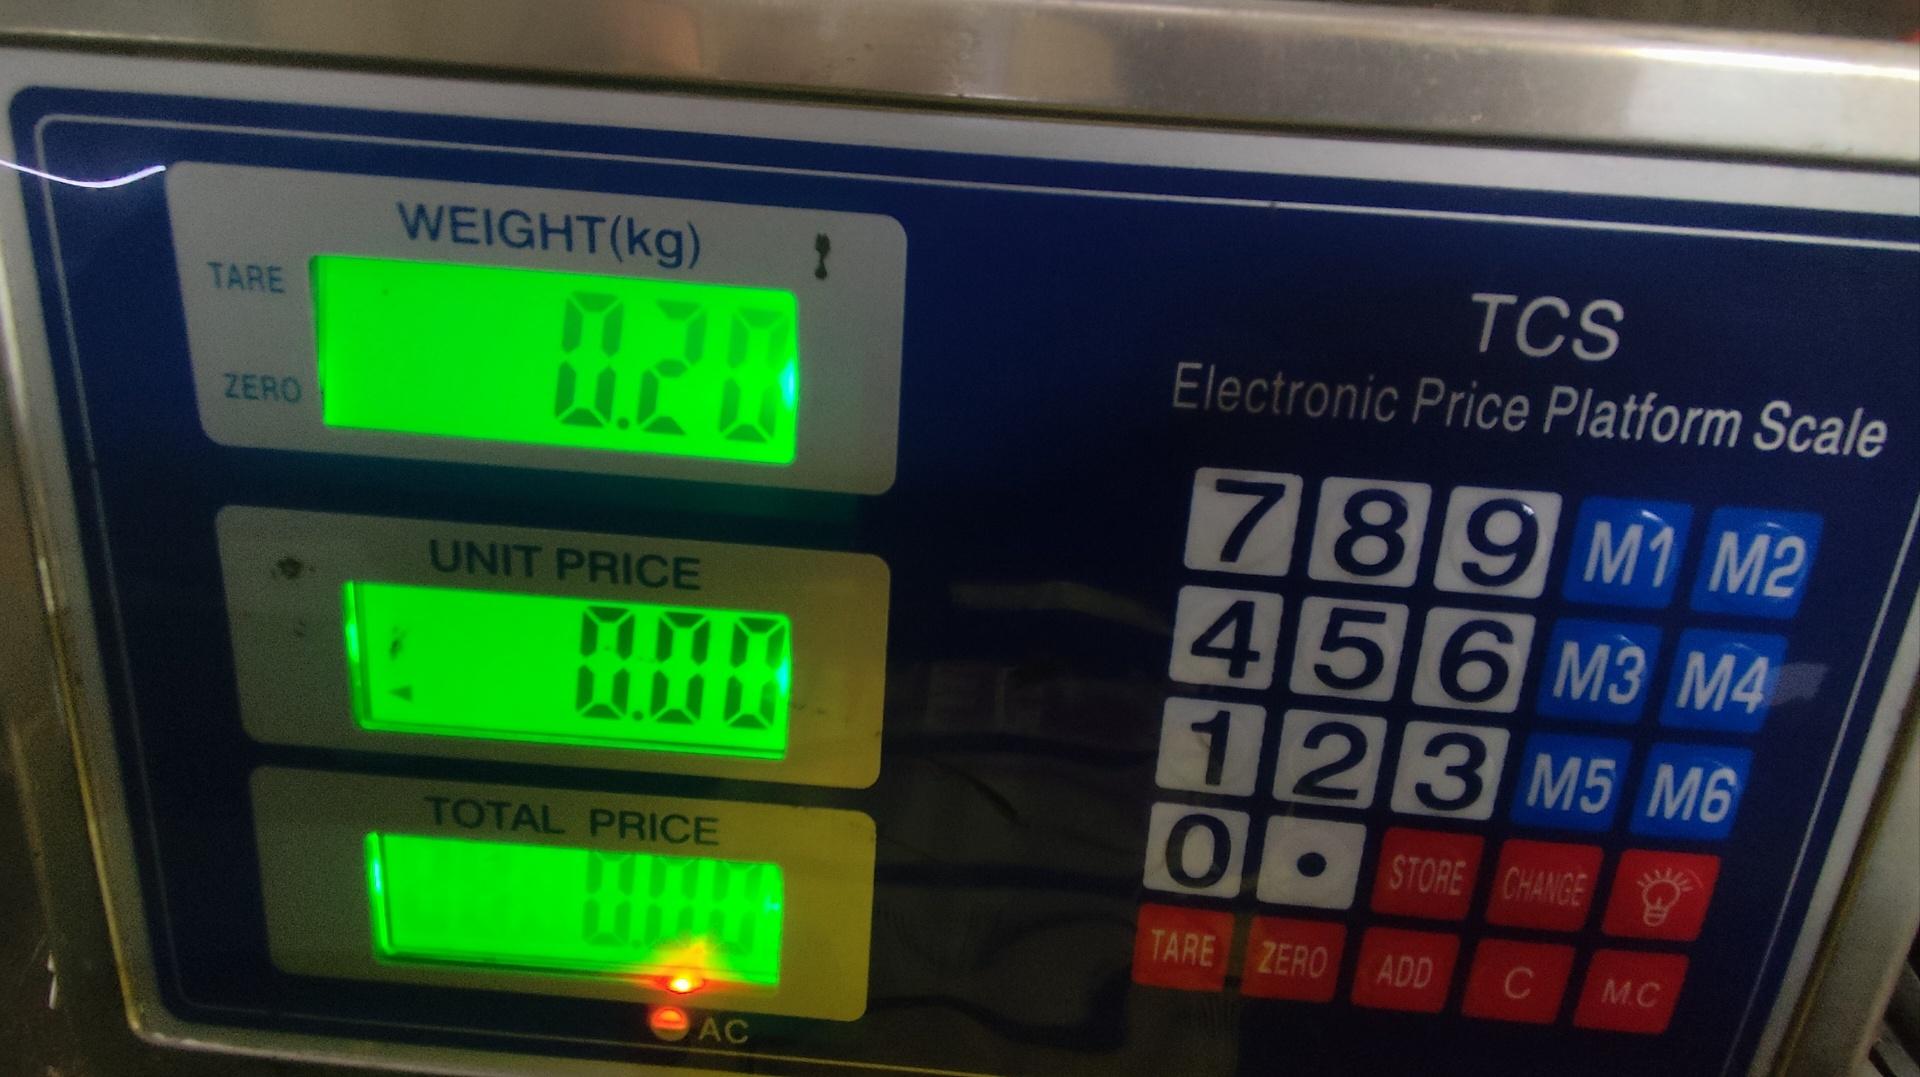 WEIGHT(kg)
TARE
0.20
ZERO
UNIT PRICE
0.00
TOTAL PRICE
0.00
AC
TCS
Electronic Price Platform Scale
7 8 9 M1 M2
4 5 6 M3 M4
1 2 3 M5 M6
0 . STORE CHANGE
TARE ZERO ADD C M.C